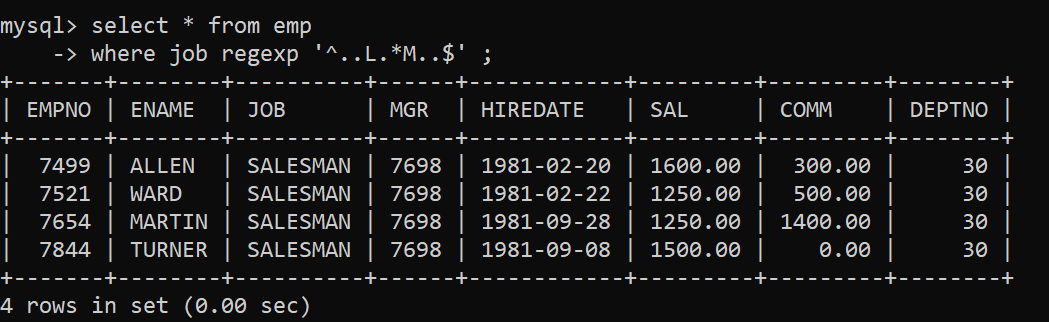 mysql> select * from emp
    -> where job regexp '^..L.*M..$' ;
+-------+--------+----------+------+------------+---------+---------+--------+
| EMPNO | ENAME  | JOB      | MGR  | HIREDATE   | SAL     | COMM    | DEPTNO |
+-------+--------+----------+------+------------+---------+---------+--------+
|  7499 | ALLEN  | SALESMAN | 7698 | 1981-02-20 | 1600.00 |  300.00 |     30 |
|  7521 | WARD   | SALESMAN | 7698 | 1981-02-22 | 1250.00 |  500.00 |     30 |
|  7654 | MARTIN | SALESMAN | 7698 | 1981-09-28 | 1250.00 | 1400.00 |     30 |
|  7844 | TURNER | SALESMAN | 7698 | 1981-09-08 | 1500.00 |    0.00 |     30 |
+-------+--------+----------+------+------------+---------+---------+--------+
4 rows in set (0.00 sec)